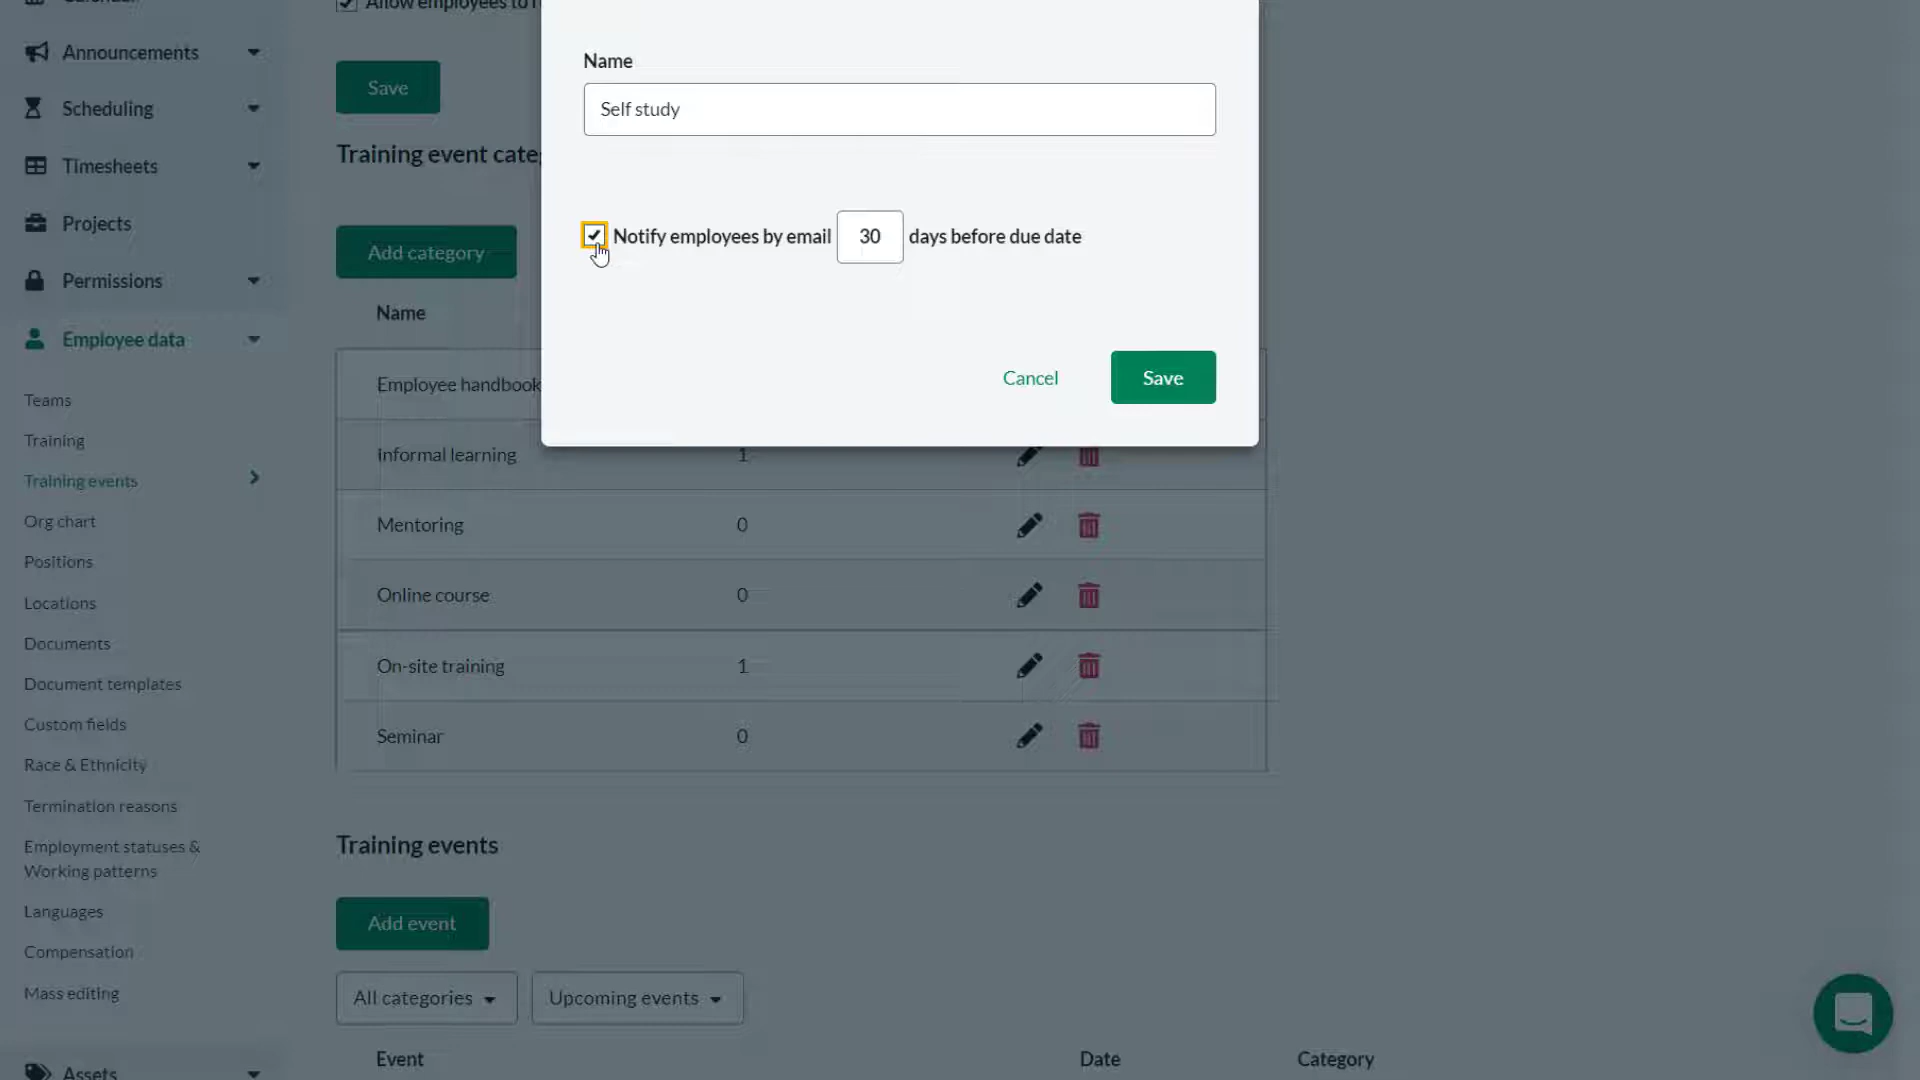 Announcements
Scheduling
Timesheets
Projects
Permissions
Employee data
Teams
Training
Training events
Org chart
Positions
Locations
Documents
Document templates
Custom fields
Race & Ethnicity
Termination reasons
Employment statuses &
Working patterns
Languages
Compensation
Mass editing
Assets
Allow employees to
Save
Training event
Add category
Name
Employee handbook
Informal learning 1
Mentoring 0
Online course 0
On-site training 1
Seminar 0
Training events
Add event
All categories Upcoming events
Event Date Category
Name
Self study
Notify employees by email 30 days before due date
Cancel Save